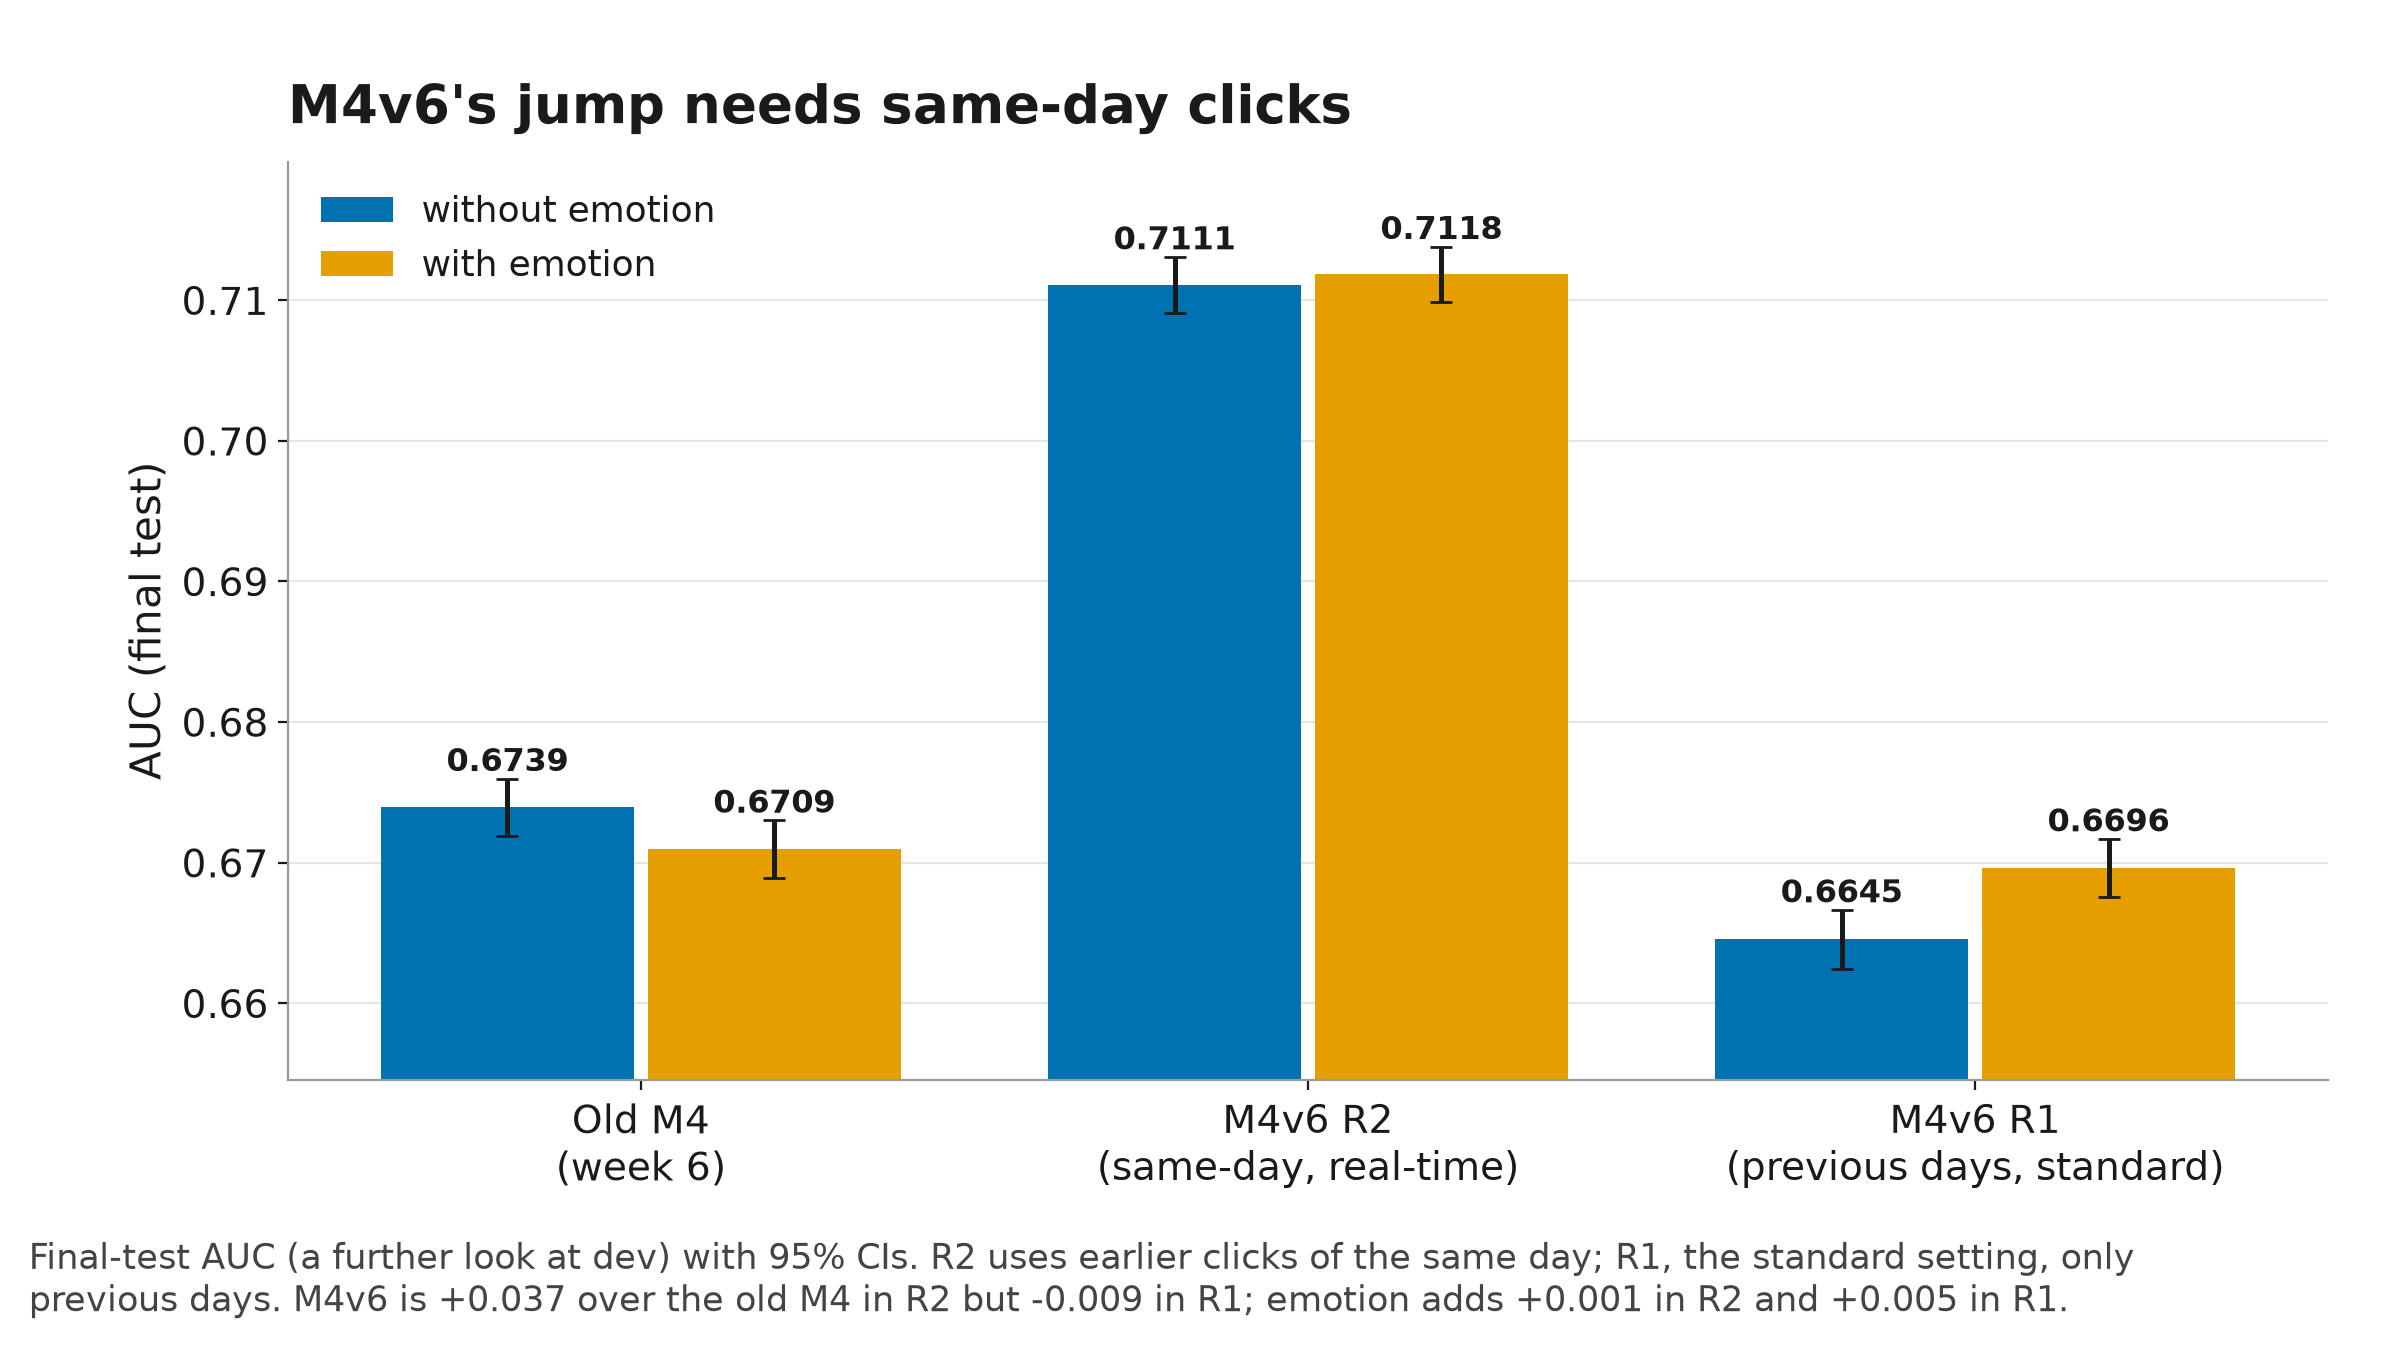 M4v6's jump needs same-day clicks
without emotion
with emotion
AUC (final test)
0.71
0.70
0.69
0.68
0.67
0.66
0.6739
0.6709
0.7111
0.7118
0.6645
0.6696
Old M4
(week 6)
M4v6 R2
(same-day, real-time)
M4v6 R1
(previous days, standard)
Final-test AUC (a further look at dev) with 95% CIs. R2 uses earlier clicks of the same day; R1, the standard setting, only
previous days. M4v6 is +0.037 over the old M4 in R2 but -0.009 in R1; emotion adds +0.001 in R2 and +0.005 in R1.